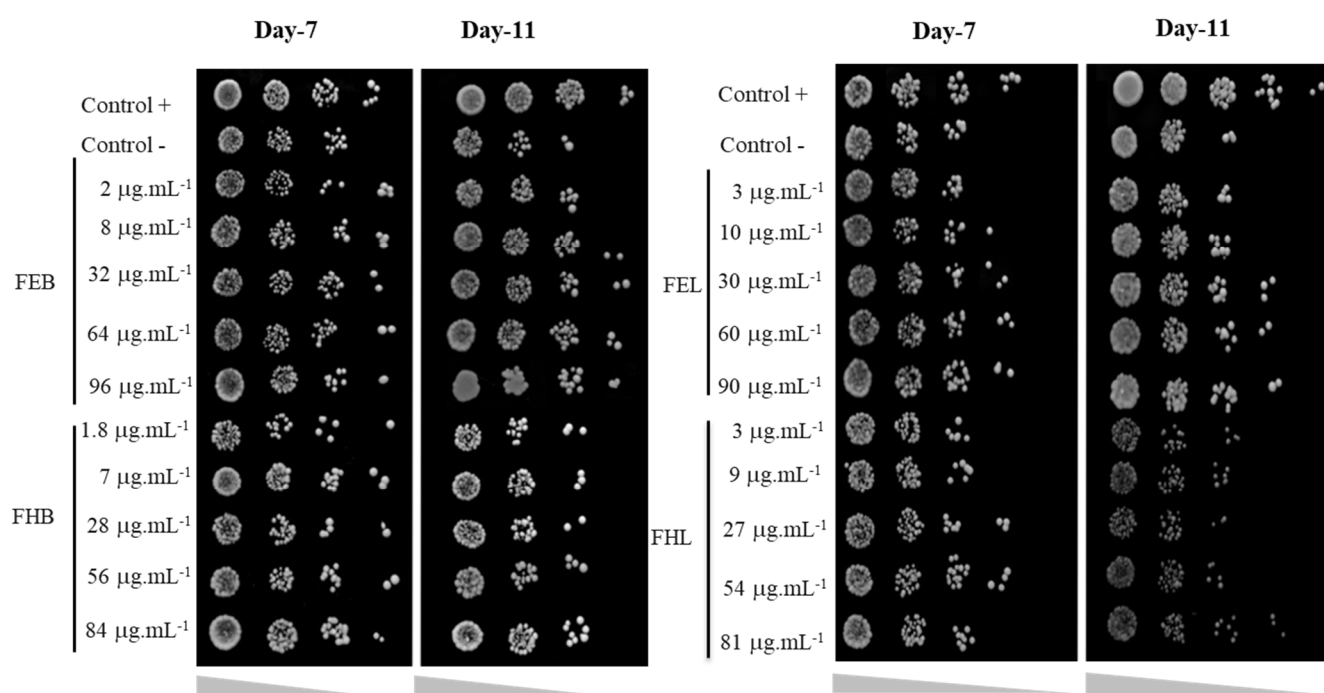 Day-7 Day-11
Control +
Control -
FEB
2 µg.mL-1
8 µg.mL-1
32 µg.mL-1
64 µg.mL-1
96 µg.mL-1
FHB
1.8 µg.mL-1
7 µg.mL-1
28 µg.mL-1
56 µg.mL-1
84 µg.mL-1
Day-7 Day-11
Control +
Control -
FEL
3 µg.mL-1
10 µg.mL-1
30 µg.mL-1
60 µg.mL-1
90 µg.mL-1
FHL
3 µg.mL-1
9 µg.mL-1
27 µg.mL-1
54 µg.mL-1
81 µg.mL-1